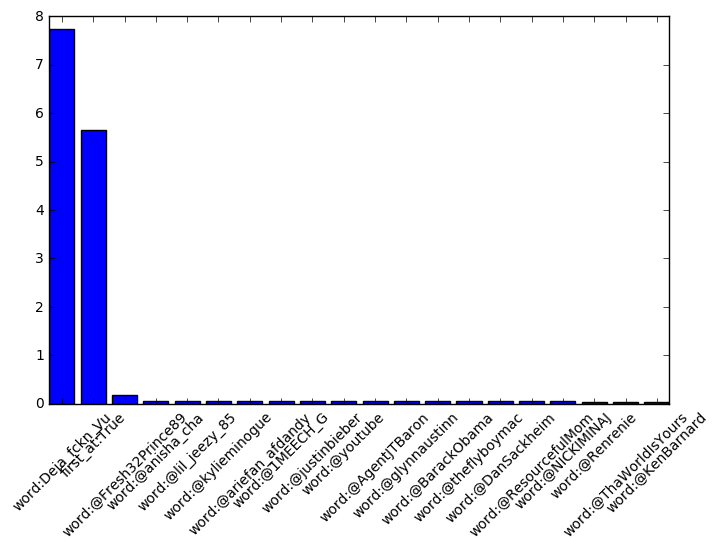 8
7
6
5
4
3
2
1
0
word:Deja_fckn_Vu
first_at:True
word:@Fresh32Prince89
word:@anisha_cha
word:@lil_jeezy_85
word:@kylieminogue
word:@ariefan_afdandy
word:@1MEECH_G
word:@justinbieber
word:@youtube
word:@AgentJTBaron
word:@glynnaustinn
word:@BarackObama
word:@theflyboymac
word:@DanSackheim
word:@ResourcefulMom
word:@NICKIMINAJ
word:@Renrenie
word:@ThaWorldIsYours
word:@KenBarnard